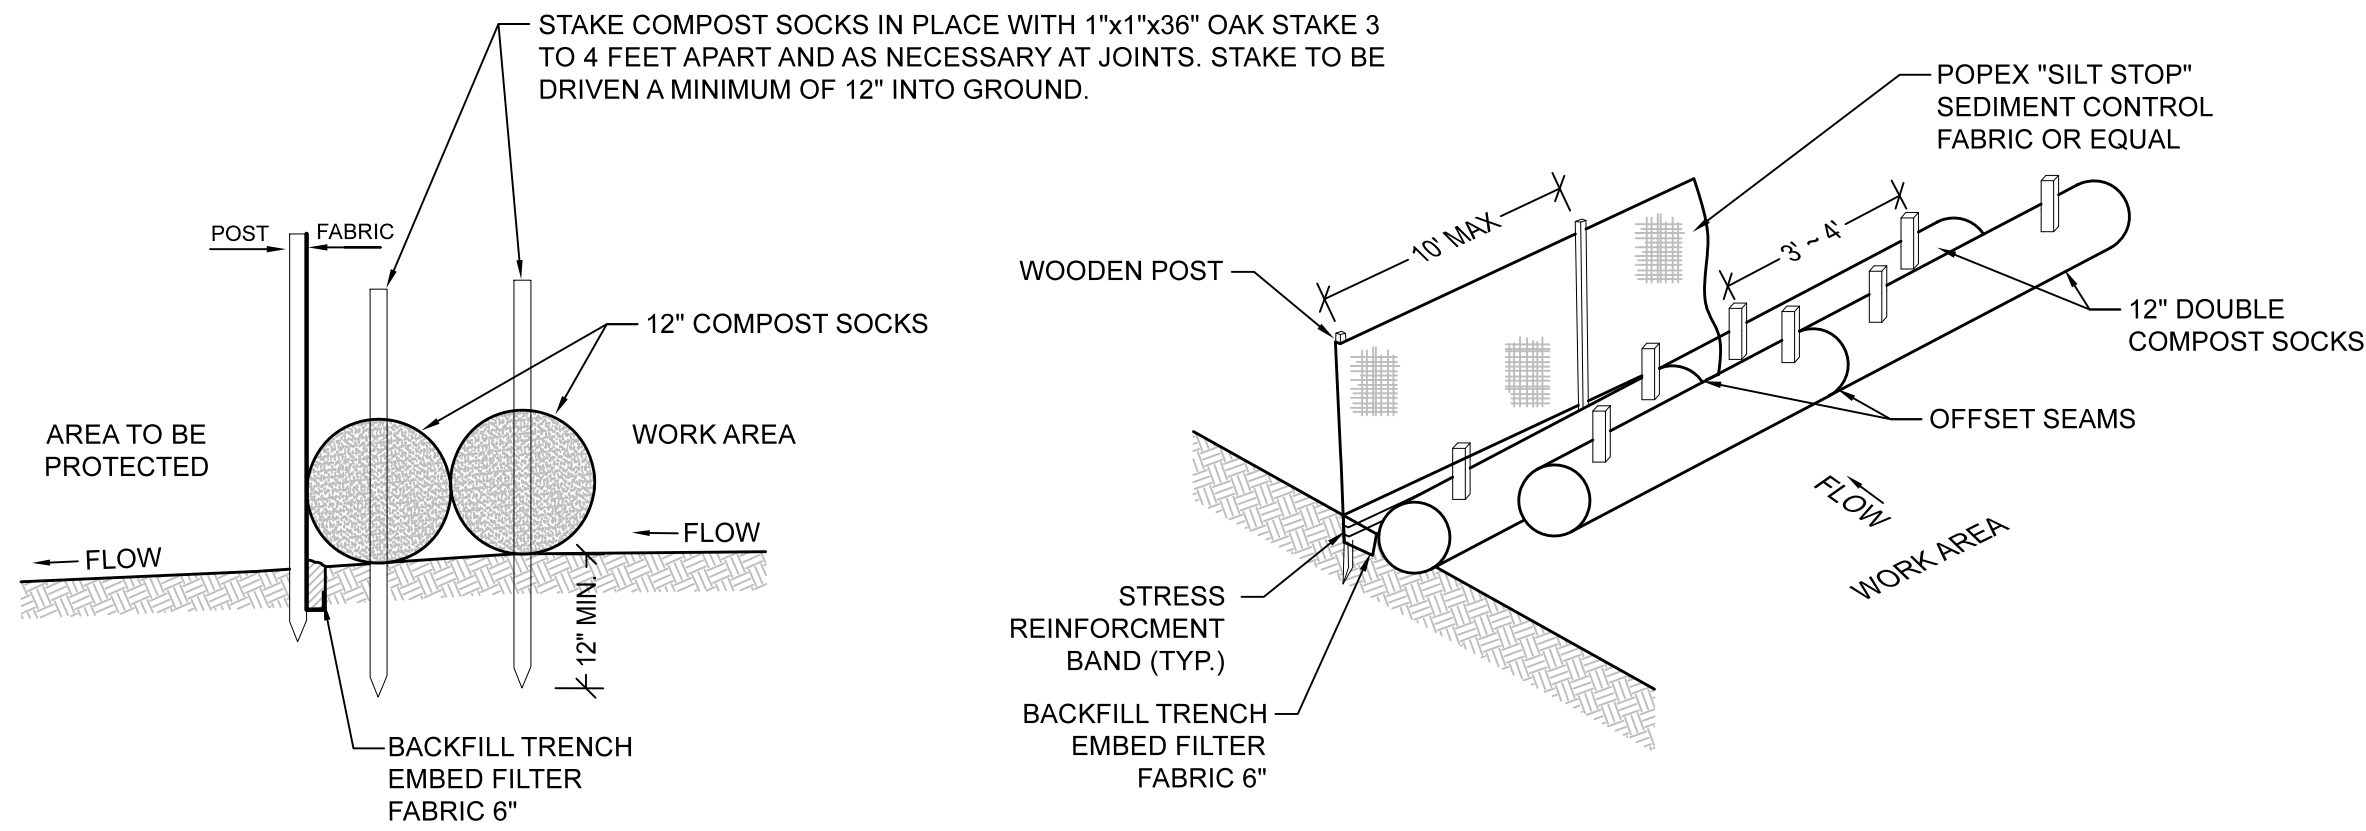 STAKE COMPOST SOCKS IN PLACE WITH 1"x1"x36" OAK STAKE 3
TO 4 FEET APART AND AS NECESSARY AT JOINTS. STAKE TO BE
DRIVEN A MINIMUM OF 12" INTO GROUND.
POST
FABRIC
12" COMPOST SOCKS
AREA TO BE
PROTECTED
WORK AREA
FLOW
FLOW
12" MIN.
BACKFILL TRENCH
EMBED FILTER
FABRIC 6"
POPEX "SILT STOP"
SEDIMENT CONTROL
FABRIC OR EQUAL
10' MAX
3' ~ 4'
WOODEN POST
12" DOUBLE
COMPOST SOCKS
OFFSET SEAMS
FLOW
WORK AREA
STRESS
REINFORCMENT
BAND (TYP.)
BACKFILL TRENCH
EMBED FILTER
FABRIC 6"